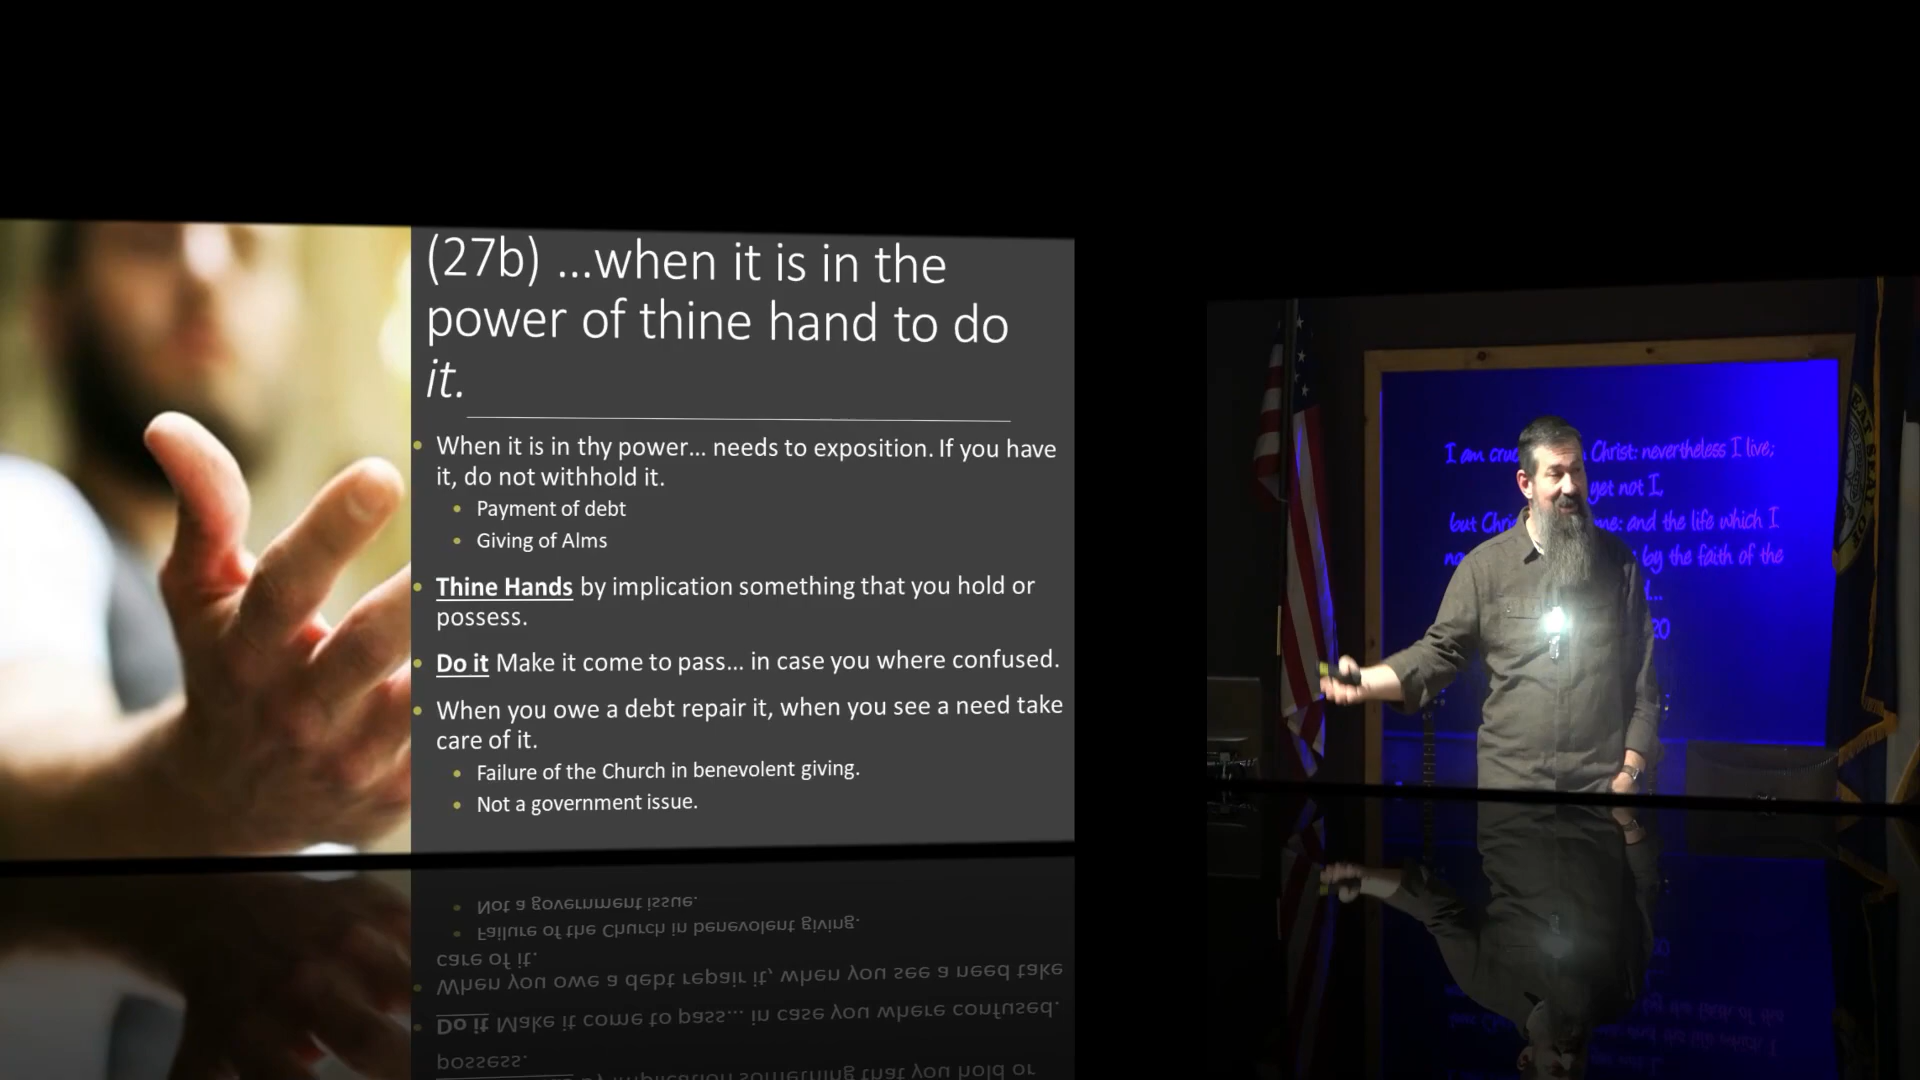 (27b) ...when it is in the
power of thine hand to do
it.
When it is in thy power... needs to exposition. If you have
it, do not withhold it.
Payment of debt
Giving of Alms
Thine Hands by implication something that you hold or
possess.
Do it Make it come to pass... in case you where confused.
When you owe a debt repair it, when you see a need take
care of it.
Failure of the Church in benevolent giving.
Not a government issue.
I am Christ: nevertheless I live;
yet not I,
but and the life which I
by the faith of the
20